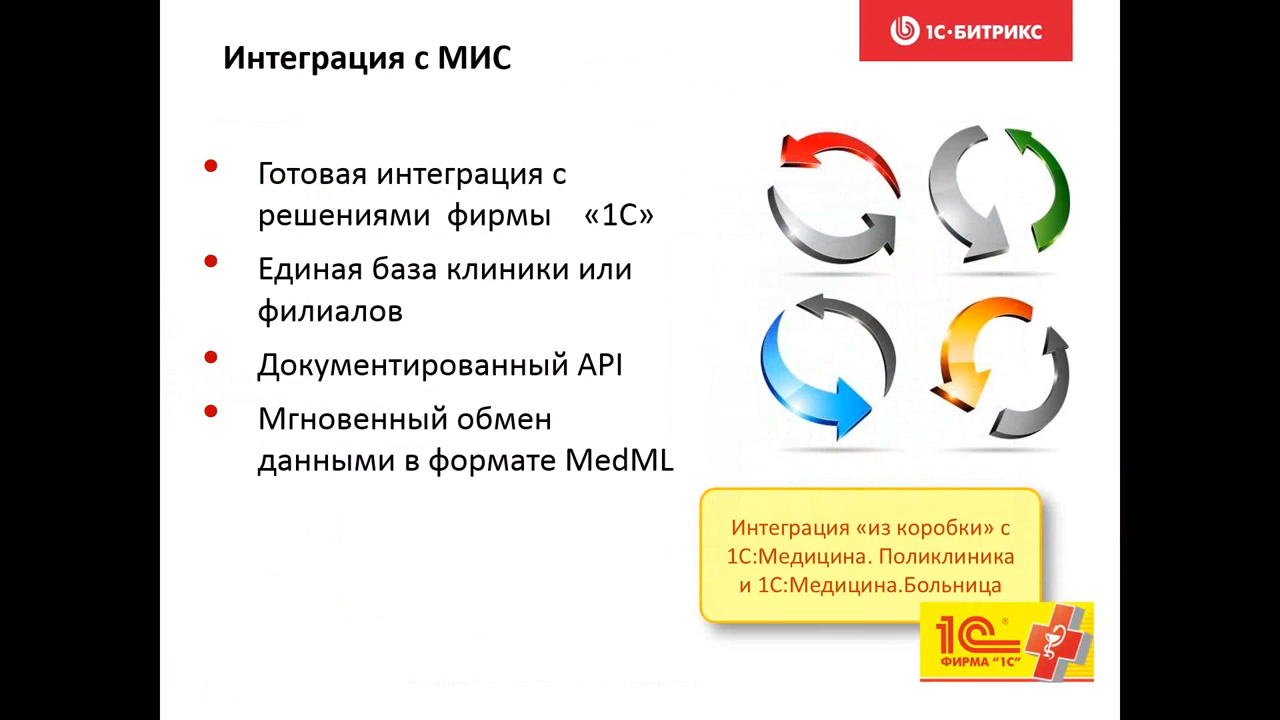 Интеграция с МИС
1С·БИТРИКС
Готовая интеграция с
решениями фирмы «1С»
Единая база клиники или
филиалов
Документированный API
Мгновенный обмен
данными в формате MedML
Интеграция «из коробки» с
1С:Медицина. Поликлиника
и 1С:Медицина.Больница
1С®
ФИРМА "1С"